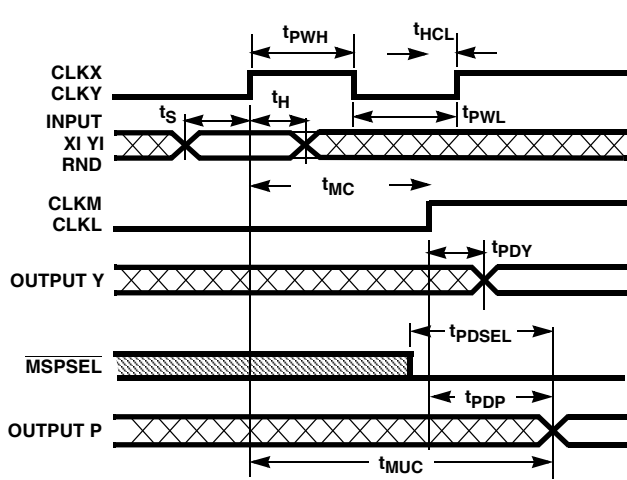 tPWH
tHCL
CLKX
CLKY
tS
tH
tPWL
INPUT
XI YI
RND
tMC
CLKM
CLKL
tPDY
OUTPUT Y
tPDSEL
MSPSEL
tPDP
OUTPUT P
tMUC